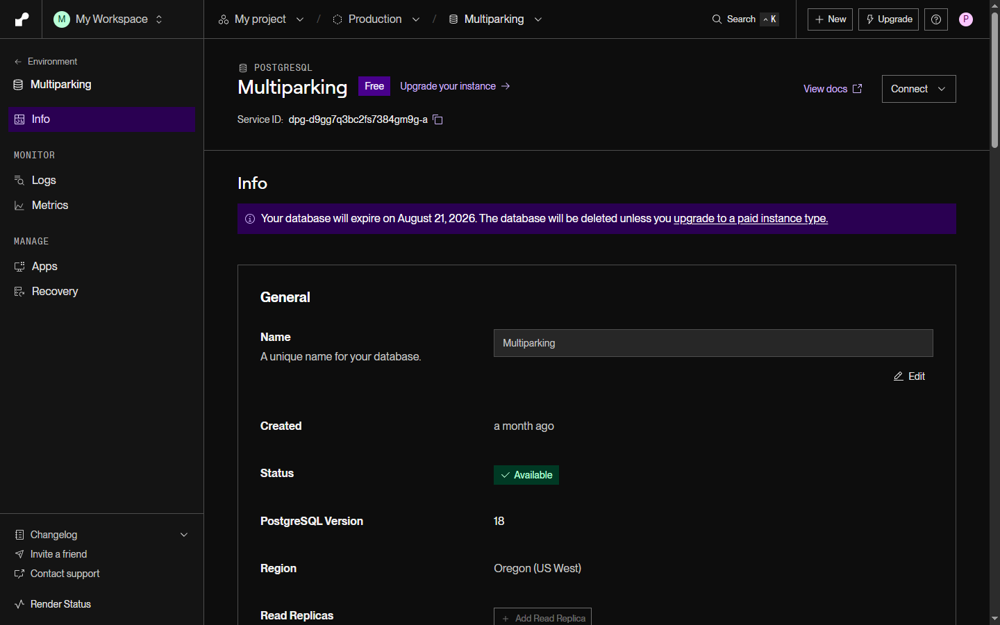 M My Workspace
My project / Production / Multiparking
Search ^ K
+ New
Upgrade
P
← Environment
Multiparking
Info
MONITOR
Logs
Metrics
MANAGE
Apps
Recovery
Changelog
Invite a friend
Contact support
Render Status
POSTGRESQL
Multiparking Free Upgrade your instance →
View docs
Connect
Service ID: dpg-d9gg7q3bc2fs7384gm9g-a
Info
Your database will expire on August 21, 2026. The database will be deleted unless you upgrade to a paid instance type.
General
Name
A unique name for your database.
Multiparking
Edit
Created
a month ago
Status
Available
PostgreSQL Version
18
Region
Oregon (US West)
Read Replicas
+ Add Read Replica